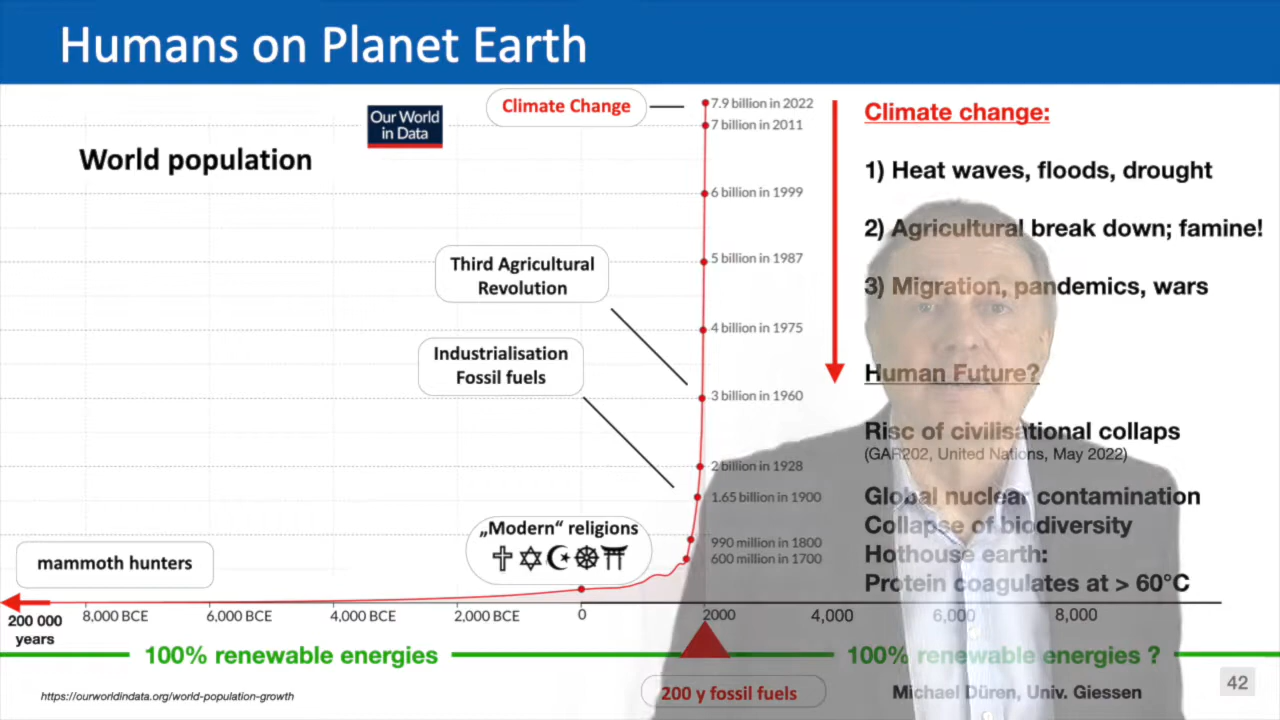 Humans on Planet Earth
Our World
in Data
World population
Climate Change
7.9 billion in 2022
7 billion in 2011
6 billion in 1999
5 billion in 1987
4 billion in 1975
3 billion in 1960
2 billion in 1928
1.65 billion in 1900
990 million in 1800
600 million in 1700
Third Agricultural
Revolution
Industrialisation
Fossil fuels
„Modern“ religions
mammoth hunters
200 000
years
8,000 BCE
6,000 BCE
4,000 BCE
2,000 BCE
0
2000
4,000
6,000
8,000
100% renewable energies
100% renewable energies ?
200 y fossil fuels
Climate change:
1) Heat waves, floods, drought
2) Agricultural break down; famine!
3) Migration, pandemics, wars
Human Future?
Risc of civilisational collaps
(GAR202, United Nations, May 2022)
Global nuclear contamination
Collapse of biodiversity
Hothouse earth:
Protein coagulates at > 60°C
https://ourworldindata.org/world-population-growth
Michael Düren, Univ. Giessen
42